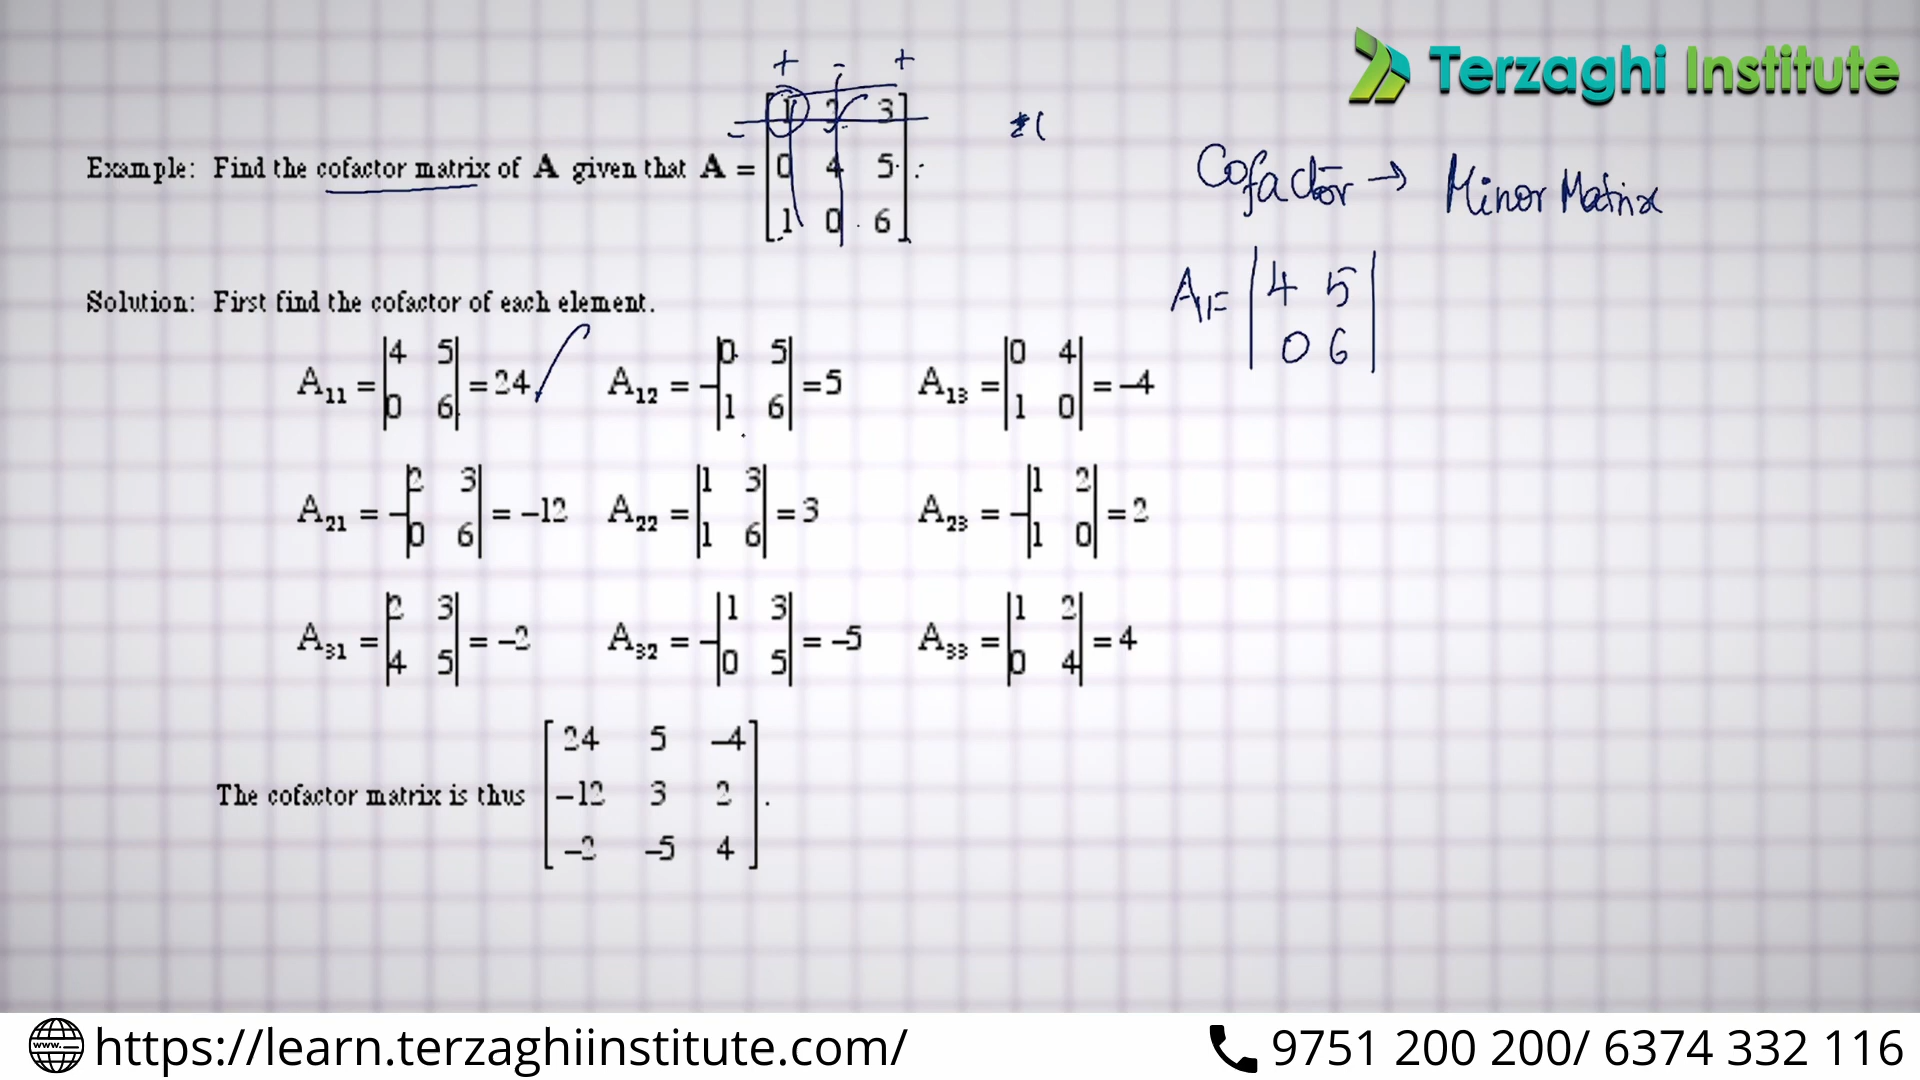 Terzaghi Institute
+ - +
-
Example: Find the cofactor matrix of A given that A = [1 2 3
0 4 5
1 0 6].
Cofactor → Minor Matrix
A11= |4 5
0 6|
Solution: First find the cofactor of each element.
A11 = |4 5
0 6| = 24 A12 = -|0 5
1 6| = 5 A13 = |0 4
1 0| = -4
A21 = -|2 3
0 6| = -12 A22 = |1 3
1 6| = 3 A23 = -|1 2
1 0| = 2
A31 = |2 3
4 5| = -2 A32 = -|1 3
0 5| = -5 A33 = |1 2
0 4| = 4
The cofactor matrix is thus [24 5 -4
-12 3 2
-2 -5 4].
www.
https://learn.terzaghiinstitute.com/ 9751 200 200/ 6374 332 116